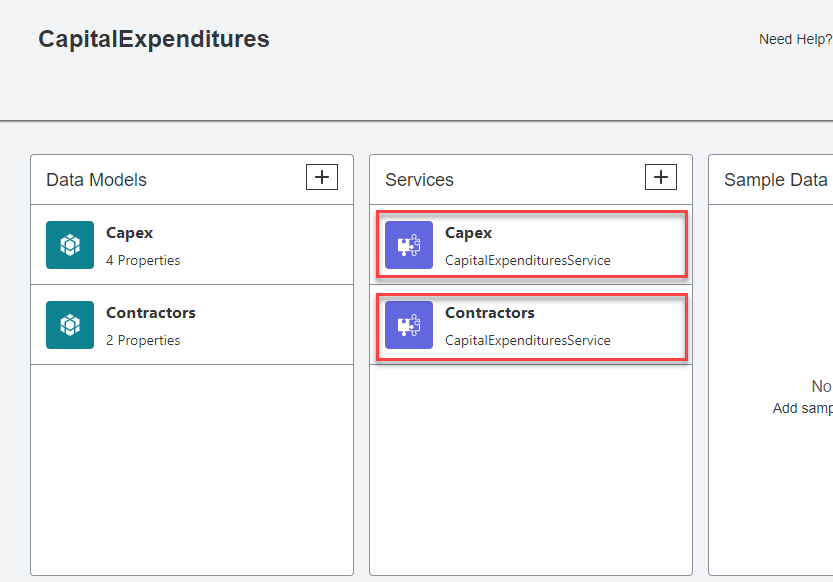 CapitalExpenditures
Need Help?
Data Models
Capex
4 Properties
Contractors
2 Properties
Services
Capex
CapitalExpendituresService
Contractors
CapitalExpendituresService
Sample Data
No
Add